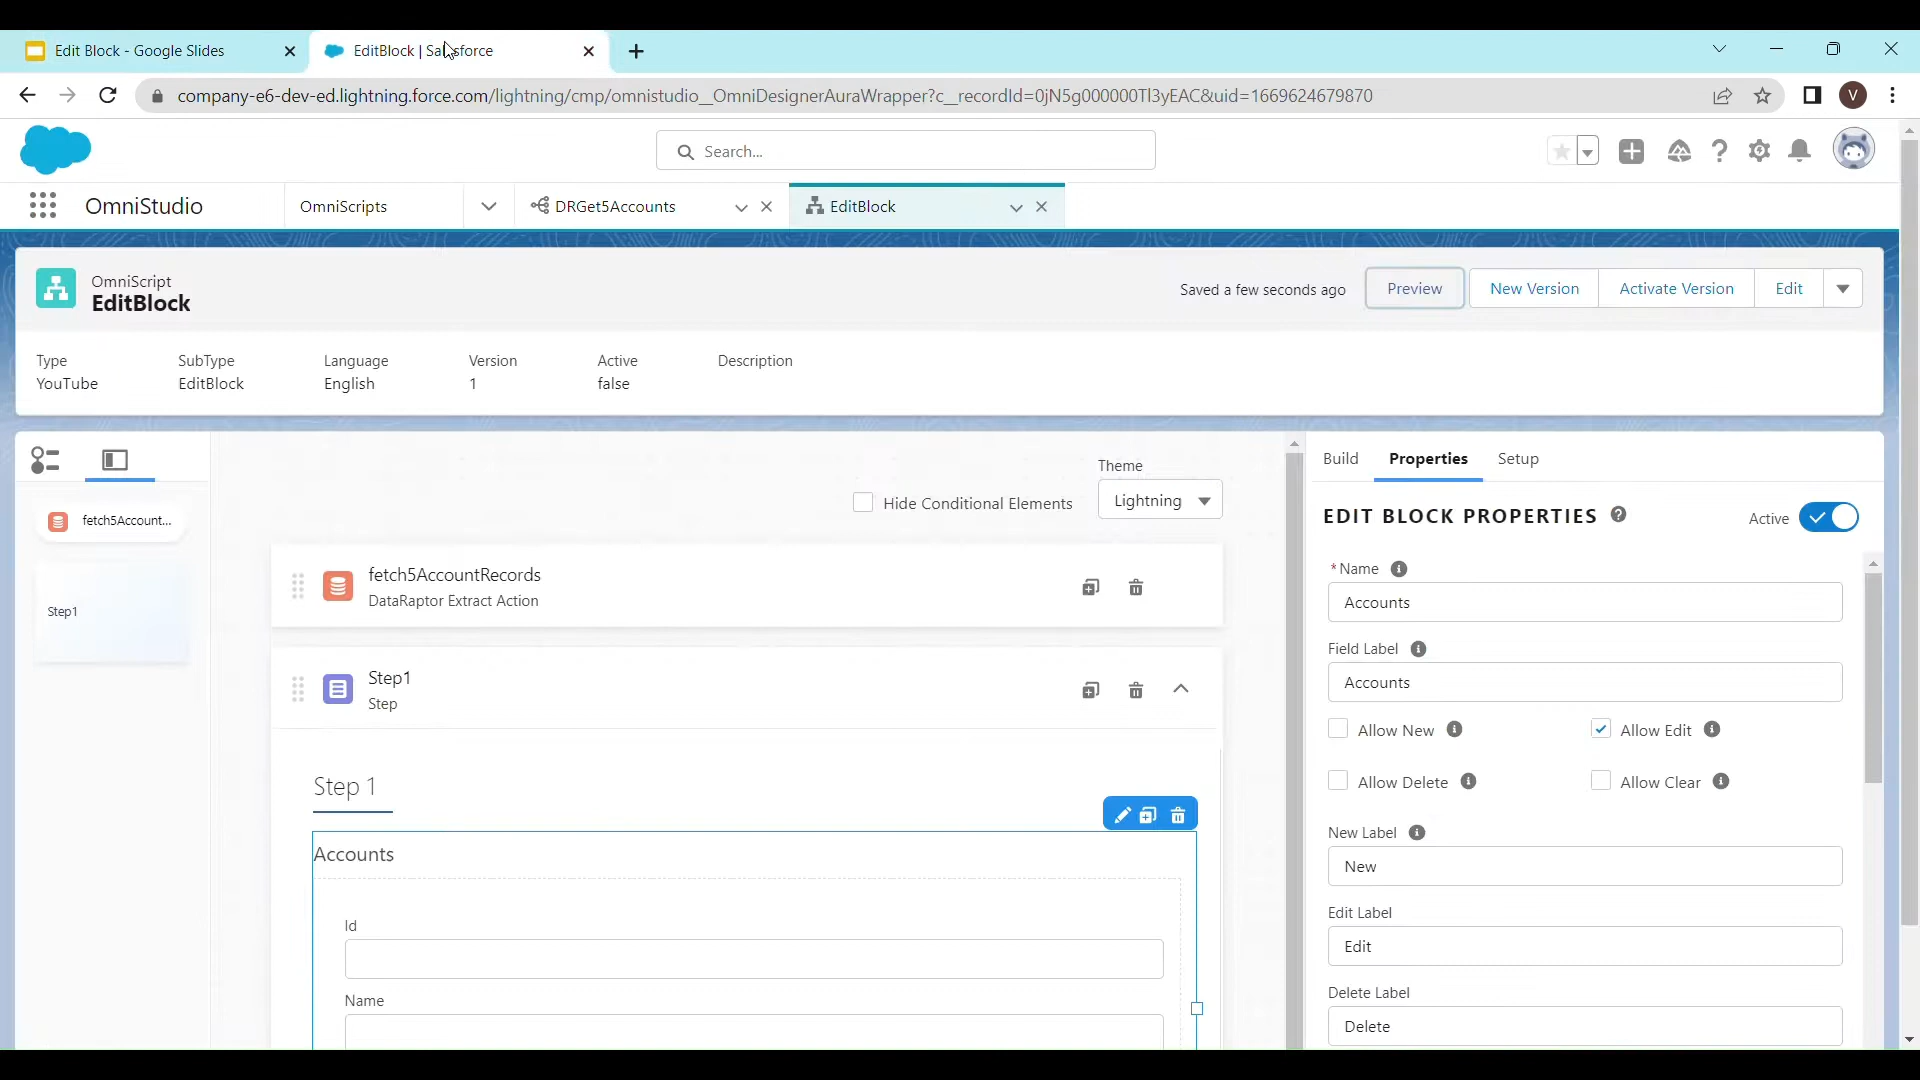 Edit Block - Google Slides
EditBlock | Salesforce
company-e6-dev-ed.lightning.force.com/lightning/cmp/omnistudio__OmniDesignerAuraWrapper?c__recordId=0jN5g000000Tl3yEAC&uid=1669624679870
V
Search...
OmniStudio
OmniScripts
DRGet5Accounts
EditBlock
OmniScript
EditBlock
Saved a few seconds ago
Preview
New Version
Activate Version
Edit
Type
SubType
Language
Version
Active
Description
YouTube
EditBlock
English
1
false
fetch5Account...
Step1
Theme
Hide Conditional Elements
Lightning
fetch5AccountRecords
DataRaptor Extract Action
Step1
Step
Step 1
Accounts
Id
Name
Build
Properties
Setup
EDIT BLOCK PROPERTIES
Active
*Name
Accounts
Field Label
Accounts
Allow New
Allow Edit
Allow Delete
Allow Clear
New Label
New
Edit Label
Edit
Delete Label
Delete